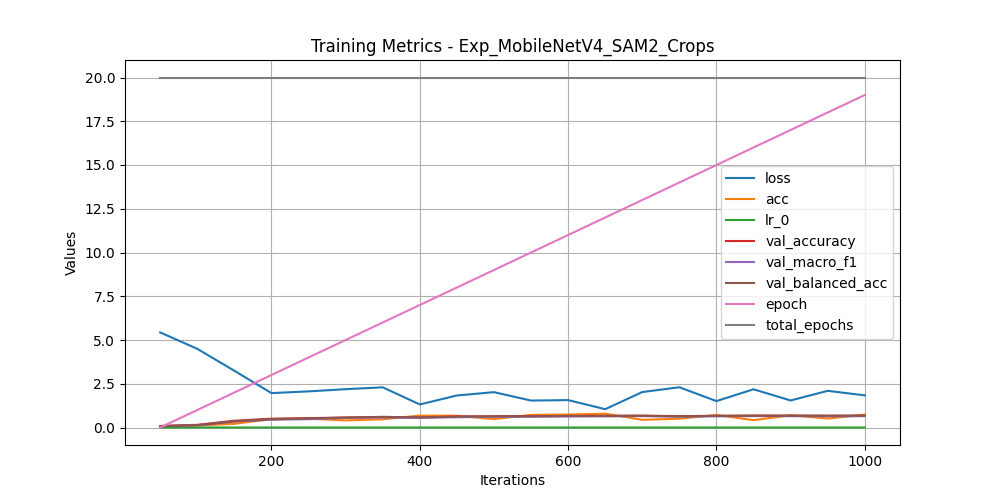 Training Metrics - Exp_MobileNetV4_SAM2_Crops
20.0
17.5
15.0
12.5
10.0
7.5
5.0
2.5
0.0
Values
loss
acc
lr_0
val_accuracy
val_macro_f1
val_balanced_acc
epoch
total_epochs
200 400 600 800 1000
Iterations